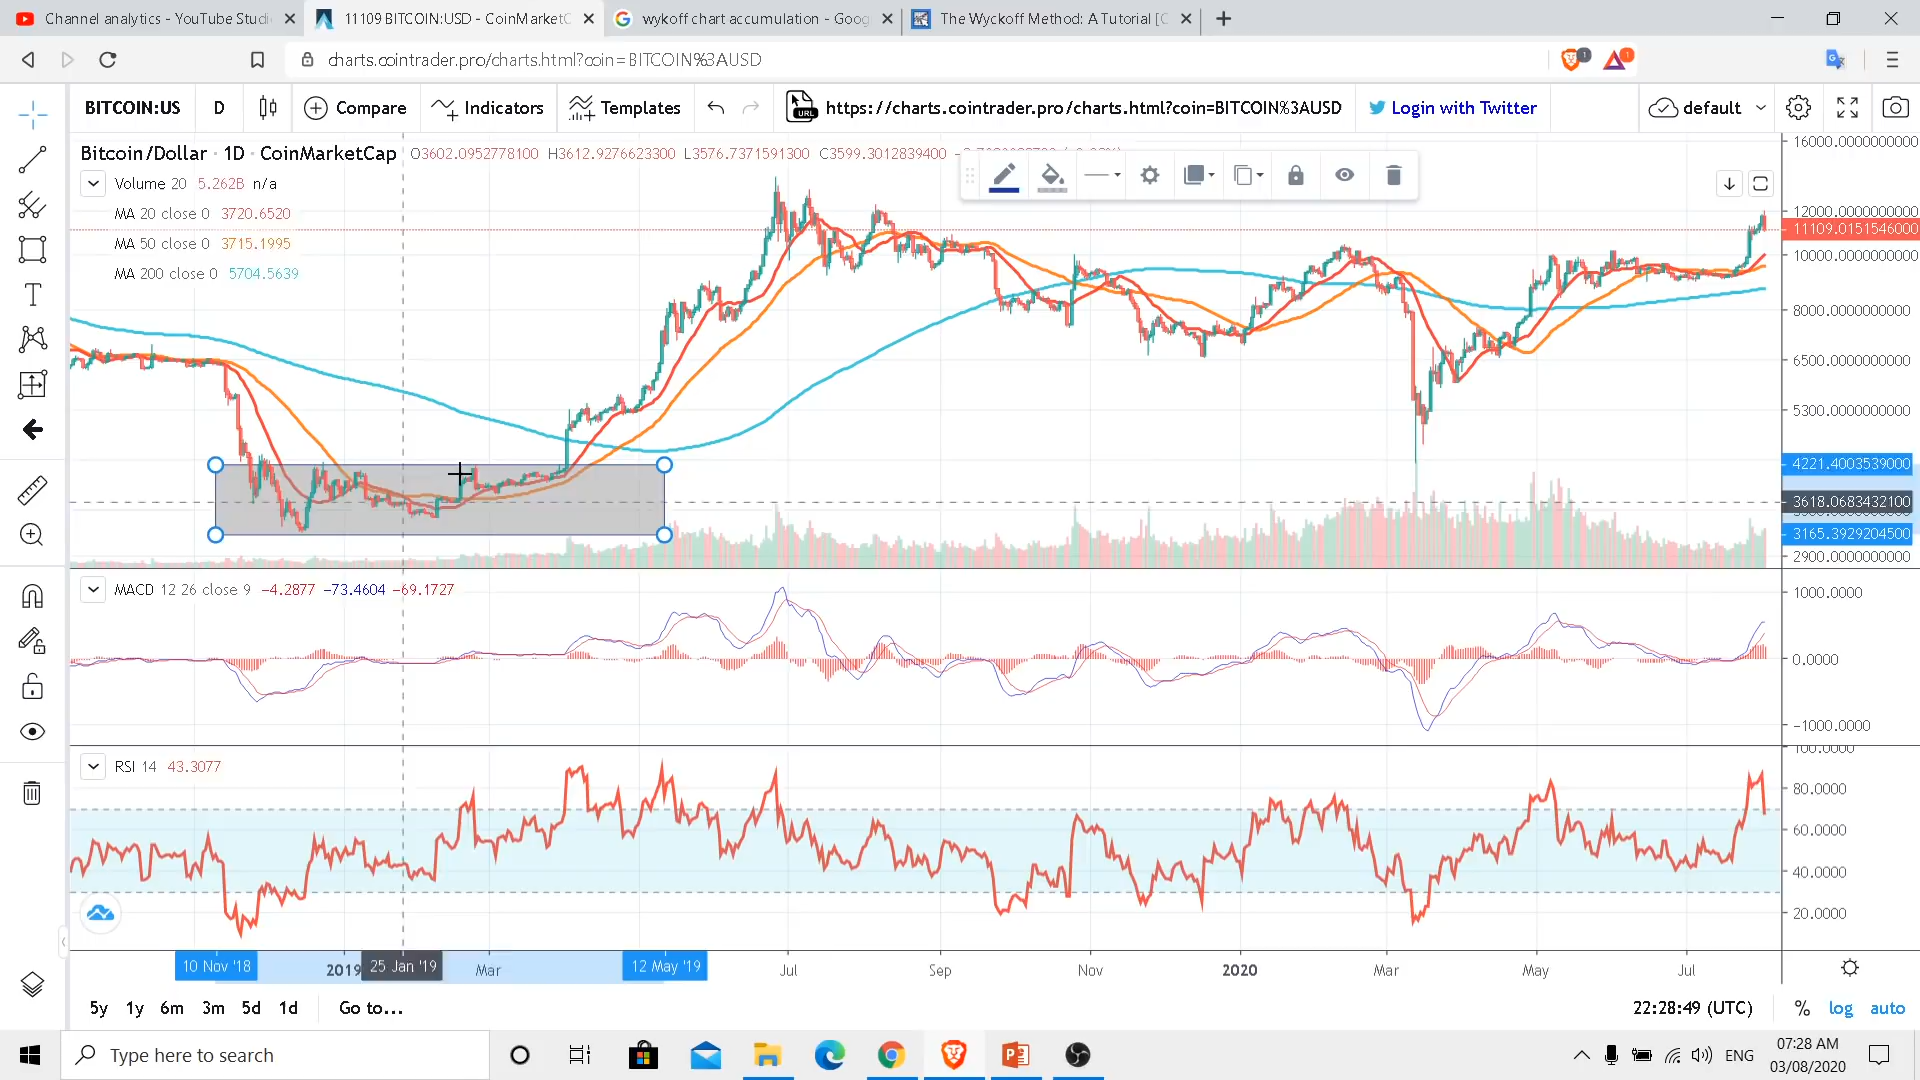 Channel analytics - YouTube Studi
11109 BITCOIN:USD - CoinMarketC
wykoff chart accumulation - Goog
The Wyckoff Method: A Tutorial [C
charts.cointrader.pro/charts.html?coin=BITCOIN%3AUSD
1
1
BITCOIN:US
D
Compare
Indicators
Templates
URL
https://charts.cointrader.pro/charts.html?coin=BITCOIN%3AUSD
Login with Twitter
default
Bitcoin/Dollar · 1D · CoinMarketCap
O3602.0952778100 H3612.9276623300 L3576.7371591300 C3599.3012839400
Volume 20 5.262B n/a
MA 20 close 0 3720.6520
MA 50 close 0 3715.1995
MA 200 close 0 5704.5639
16000.0000000000
12000.0000000000
11109.0151546000
10000.0000000000
8000.0000000000
6500.0000000000
5300.0000000000
4221.4003539000
3618.0683432100
3165.3929204500
2900.0000000000
MACD 12 26 close 9 −4.2877 −73.4604 −69.1727
1000.0000
0.0000
−1000.0000
RSI 14 43.3077
100.0000
80.0000
60.0000
40.0000
20.0000
10 Nov '18
2019
25 Jan '19
Mar
12 May '19
Jul
Sep
Nov
2020
Mar
May
Jul
5y 1y 6m 3m 5d 1d
Go to...
22:28:49 (UTC)
%
log
auto
Type here to search
ENG
07:28 AM
03/08/2020